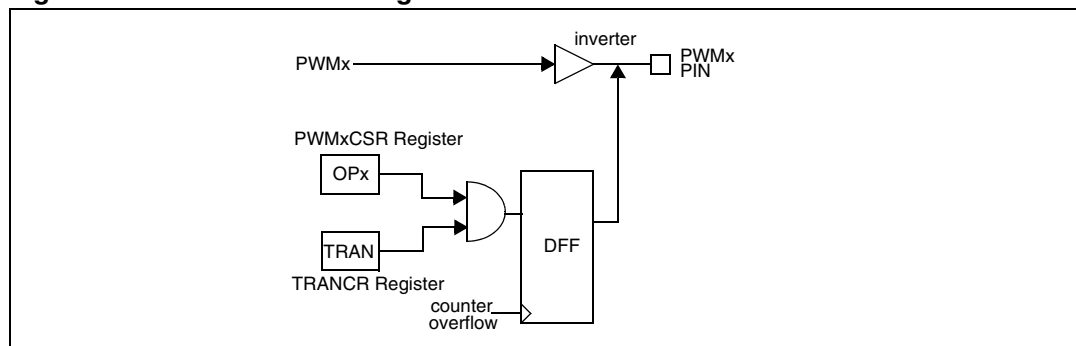 inverter
PWMx
PWMx
PIN
PWMxCSR Register
OPx
TRAN
DFF
TRANCR Register
counter
overflow